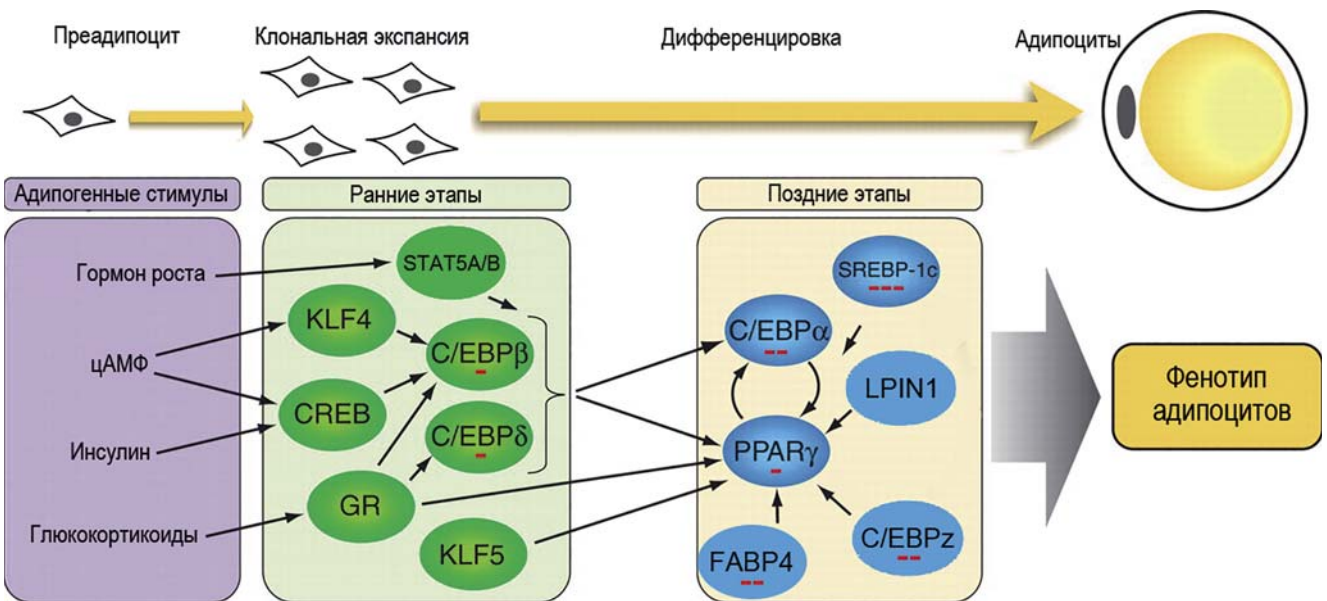 Преадипоцит
Клональная экспансия
Дифференцировка
Адипоциты
Адипогенные стимулы
Ранние этапы
Поздние этапы
Гормон роста
цАМФ
Инсулин
Глюкокортикоиды
STAT5A/B
KLF4
C/EBPβ
CREB
C/EBPδ
GR
KLF5
SREBP-1c
C/EBPα
LPIN1
PPARγ
C/EBPz
FABP4
Фенотип
адипоцитов